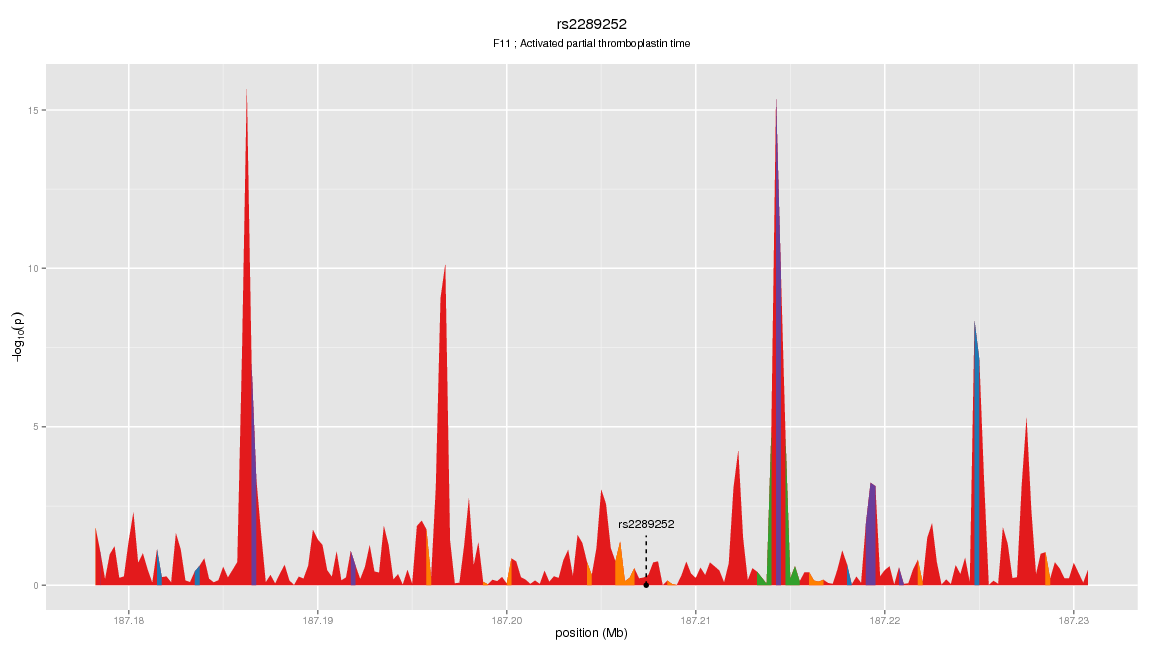 rs2289252
F11 ; Activated partial thromboplastin time
15
10
5
0
−log10(p)
rs2289252
187.18 187.19 187.20 187.21 187.22 187.23
position (Mb)